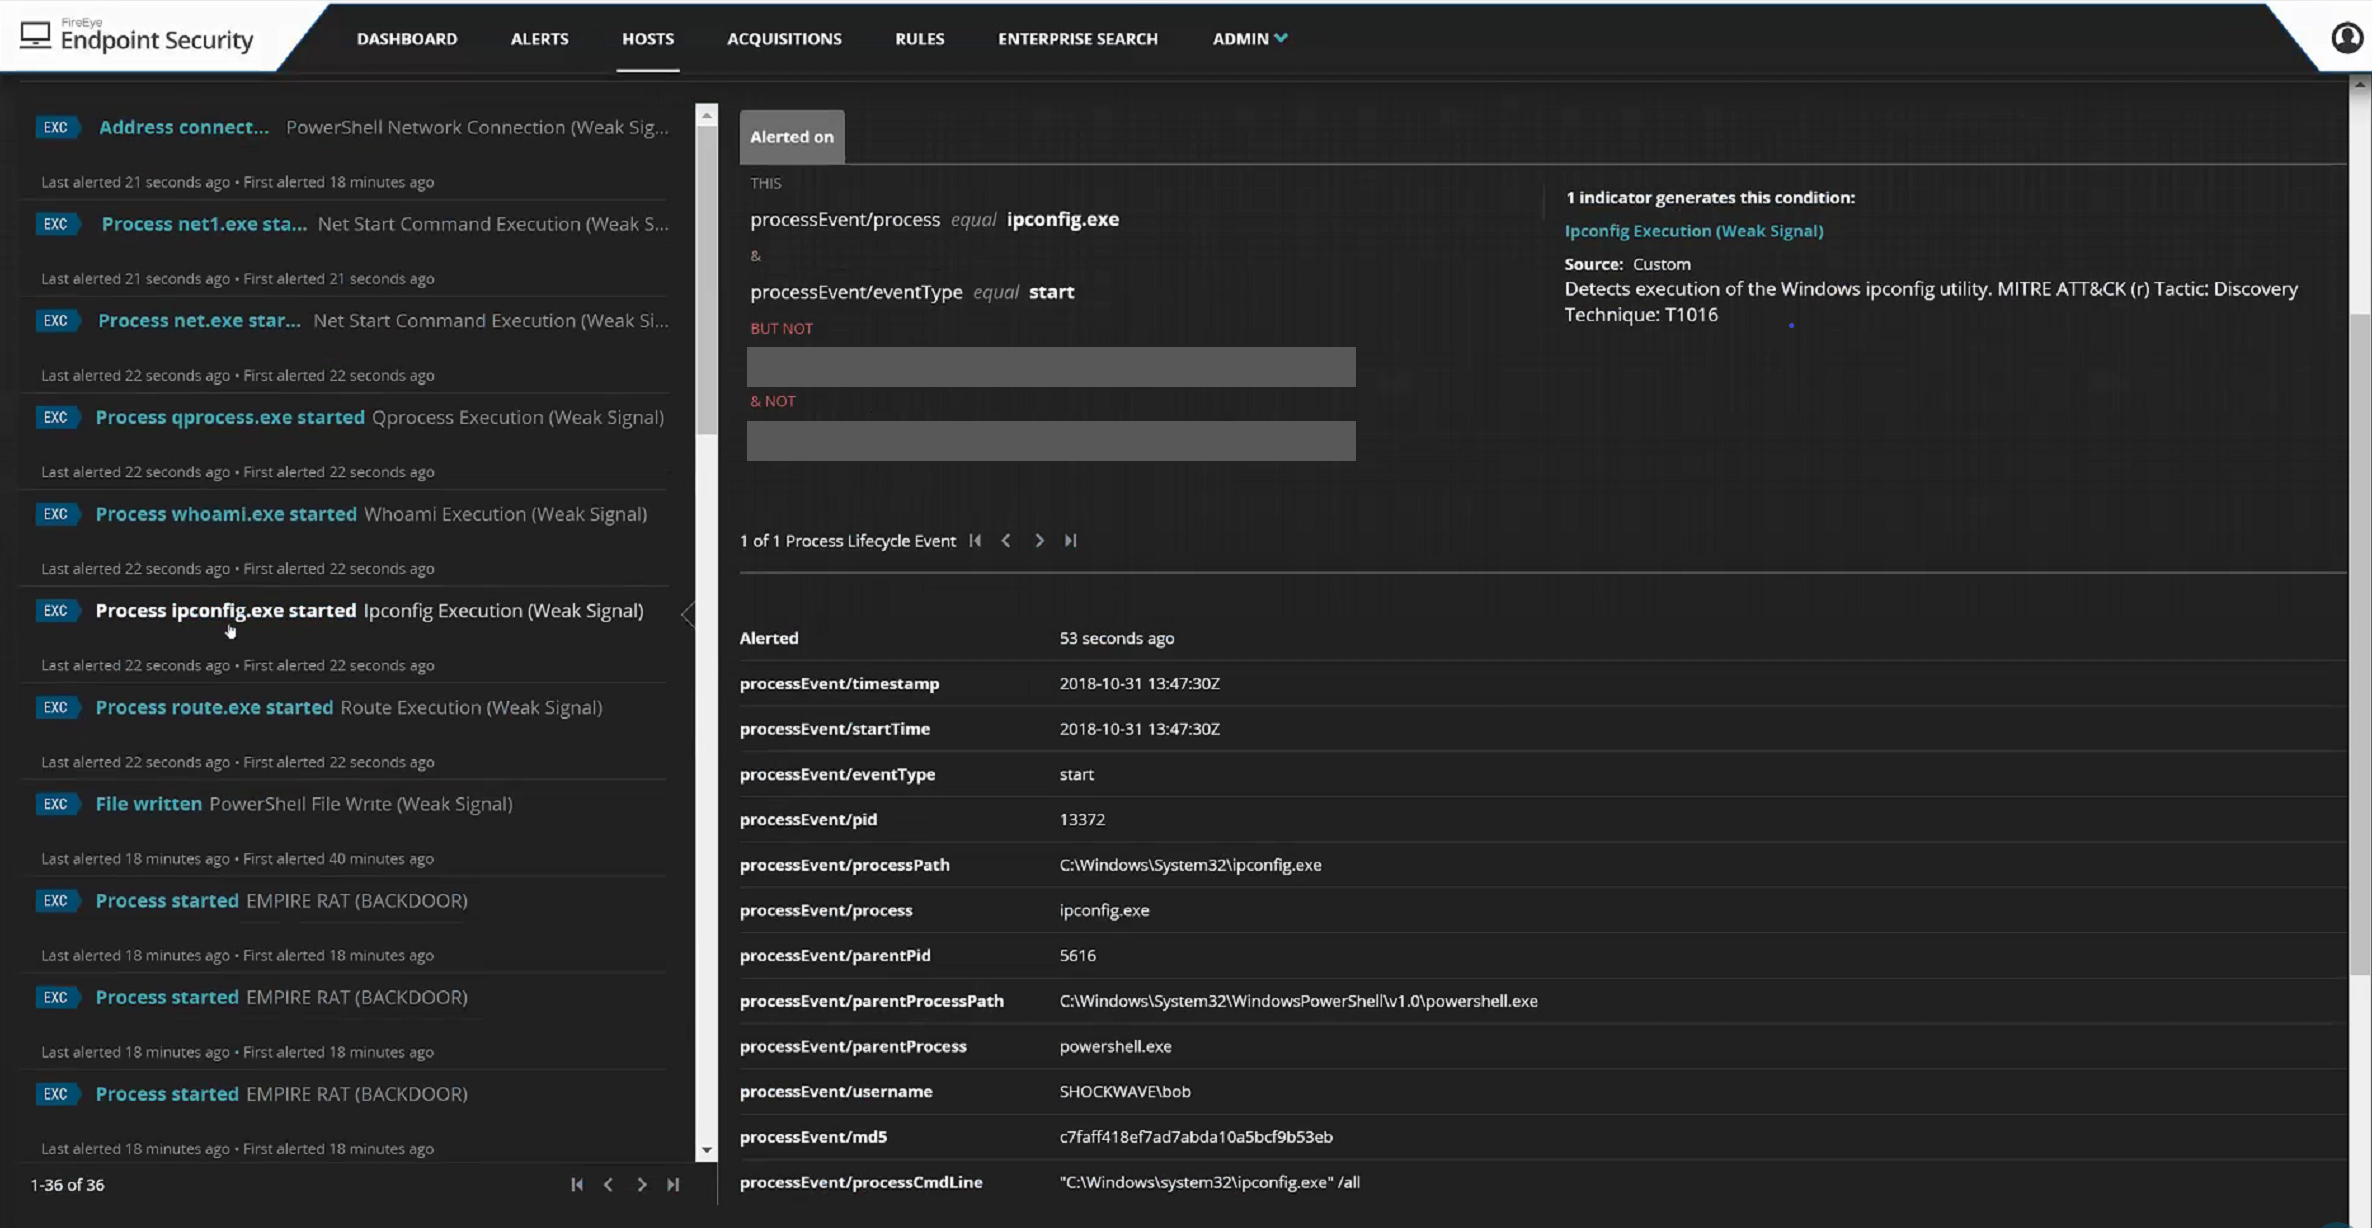 FireEye
Endpoint Security
DASHBOARD ALERTS HOSTS ACQUISITIONS RULES ENTERPRISE SEARCH ADMIN
EXC Address connect... PowerShell Network Connection (Weak Sig...
Last alerted 21 seconds ago • First alerted 18 minutes ago
EXC Process net1.exe sta... Net Start Command Execution (Weak S...
Last alerted 21 seconds ago • First alerted 21 seconds ago
EXC Process net.exe star... Net Start Command Execution (Weak Si...
Last alerted 22 seconds ago • First alerted 22 seconds ago
EXC Process qprocess.exe started Qprocess Execution (Weak Signal)
Last alerted 22 seconds ago • First alerted 22 seconds ago
EXC Process whoami.exe started Whoami Execution (Weak Signal)
Last alerted 22 seconds ago • First alerted 22 seconds ago
EXC Process ipconfig.exe started Ipconfig Execution (Weak Signal)
Last alerted 22 seconds ago • First alerted 22 seconds ago
EXC Process route.exe started Route Execution (Weak Signal)
Last alerted 22 seconds ago • First alerted 22 seconds ago
EXC File written PowerShell File Write (Weak Signal)
Last alerted 18 minutes ago • First alerted 40 minutes ago
EXC Process started EMPIRE RAT (BACKDOOR)
Last alerted 18 minutes ago • First alerted 18 minutes ago
EXC Process started EMPIRE RAT (BACKDOOR)
Last alerted 18 minutes ago • First alerted 18 minutes ago
EXC Process started EMPIRE RAT (BACKDOOR)
Last alerted 18 minutes ago • First alerted 18 minutes ago
1-36 of 36
Alerted on
THIS
processEvent/process equal ipconfig.exe
&
processEvent/eventType equal start
BUT NOT
& NOT
1 indicator generates this condition:
Ipconfig Execution (Weak Signal)
Source: Custom
Detects execution of the Windows ipconfig utility. MITRE ATT&CK (r) Tactic: Discovery
Technique: T1016
1 of 1 Process Lifecycle Event
Alerted 53 seconds ago
processEvent/timestamp 2018-10-31 13:47:30Z
processEvent/startTime 2018-10-31 13:47:30Z
processEvent/eventType start
processEvent/pid 13372
processEvent/processPath C:\Windows\System32\ipconfig.exe
processEvent/process ipconfig.exe
processEvent/parentPid 5616
processEvent/parentProcessPath C:\Windows\System32\WindowsPowerShell\v1.0\powershell.exe
processEvent/parentProcess powershell.exe
processEvent/username SHOCKWAVE\bob
processEvent/md5 c7faff418ef7ad7abda10a5bcf9b53eb
processEvent/processCmdLine "C:\Windows\system32\ipconfig.exe" /all